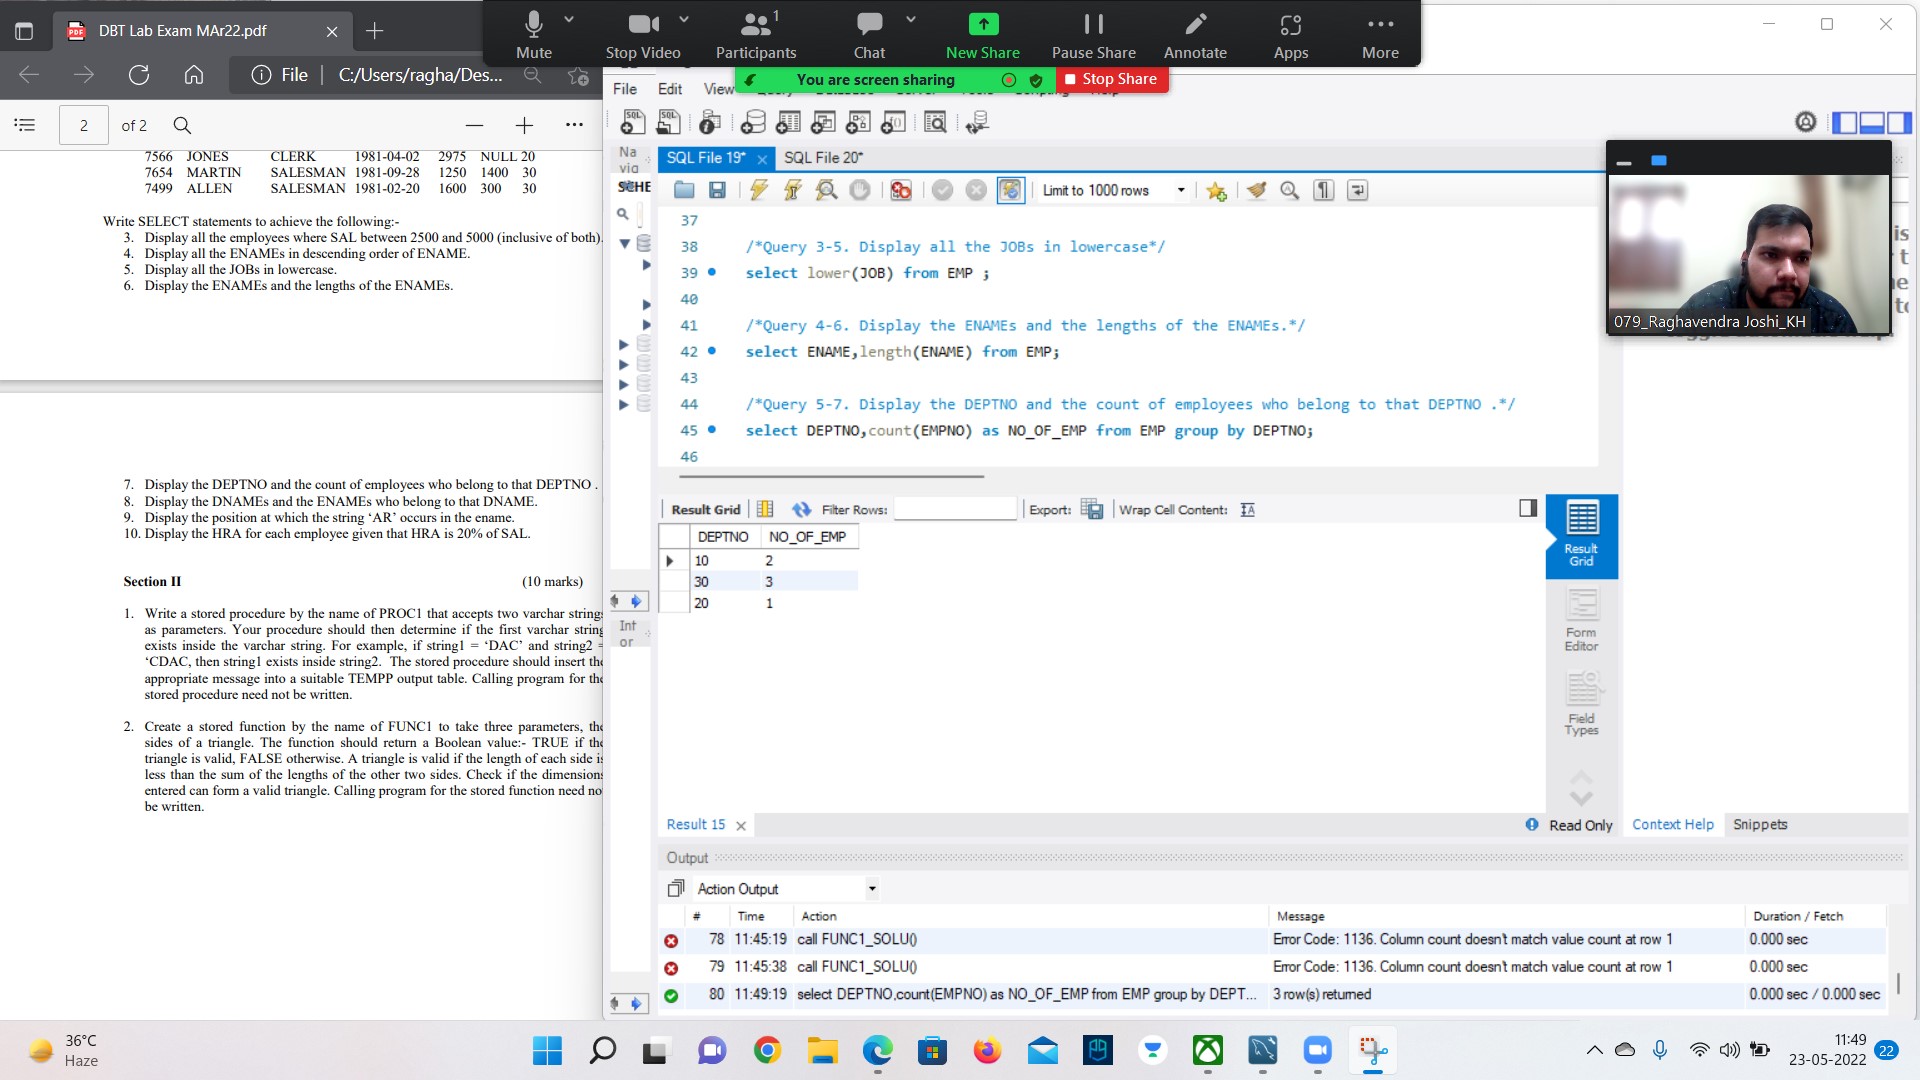 DBT Lab Exam MAr22.pdf
File
C:/Users/ragha/Des...
2 of 2
7566 JONES CLERK 1981-04-02 2975 NULL 20
7654 MARTIN SALESMAN 1981-09-28 1250 1400 30
7499 ALLEN SALESMAN 1981-02-20 1600 300 30
Write SELECT statements to achieve the following:-
3. Display all the employees where SAL between 2500 and 5000 (inclusive of both).
4. Display all the ENAMEs in descending order of ENAME.
5. Display all the JOBs in lowercase.
6. Display the ENAMEs and the lengths of the ENAMEs.
7. Display the DEPTNO and the count of employees who belong to that DEPTNO .
8. Display the DNAMEs and the ENAMEs who belong to that DNAME.
9. Display the position at which the string ‘AR’ occurs in the ename.
10. Display the HRA for each employee given that HRA is 20% of SAL.
Section II (10 marks)
1. Write a stored procedure by the name of PROC1 that accepts two varchar strings
as parameters. Your procedure should then determine if the first varchar string
exists inside the varchar string. For example, if string1 = ‘DAC’ and string2 =
‘CDAC, then string1 exists inside string2. The stored procedure should insert the
appropriate message into a suitable TEMPP output table. Calling program for the
stored procedure need not be written.
2. Create a stored function by the name of FUNC1 to take three parameters, the
sides of a triangle. The function should return a Boolean value:- TRUE if the
triangle is valid, FALSE otherwise. A triangle is valid if the length of each side is
less than the sum of the lengths of the other two sides. Check if the dimensions
entered can form a valid triangle. Calling program for the stored function need no
be written.
Mute
Stop Video
1
Participants
Chat
New Share
Pause Share
Annotate
Apps
More
You are screen sharing
Stop Share
File Edit View
Na
vig
SCHE
Int
or
SQL File 19*
SQL File 20*
Limit to 1000 rows
37
38 /*Query 3-5. Display all the JOBs in lowercase*/
39 select lower(JOB) from EMP ;
40
41 /*Query 4-6. Display the ENAMEs and the lengths of the ENAMEs.*/
42 select ENAME,length(ENAME) from EMP;
43
44 /*Query 5-7. Display the DEPTNO and the count of employees who belong to that DEPTNO .*/
45 select DEPTNO,count(EMPNO) as NO_OF_EMP from EMP group by DEPTNO;
46
Result Grid
Filter Rows:
Export:
Wrap Cell Content:
DEPTNO NO_OF_EMP
10 2
30 3
20 1
Result Grid
Form Editor
Field Types
Result 15
Read Only
Context Help
Snippets
079_Raghavendra Joshi_KH
Output
Action Output
# Time Action Message Duration / Fetch
78 11:45:19 call FUNC1_SOLU() Error Code: 1136. Column count doesn't match value count at row 1 0.000 sec
79 11:45:38 call FUNC1_SOLU() Error Code: 1136. Column count doesn't match value count at row 1 0.000 sec
80 11:49:19 select DEPTNO,count(EMPNO) as NO_OF_EMP from EMP group by DEPT... 3 row(s) returned 0.000 sec / 0.000 sec
36°C
Haze
11:49
23-05-2022
22